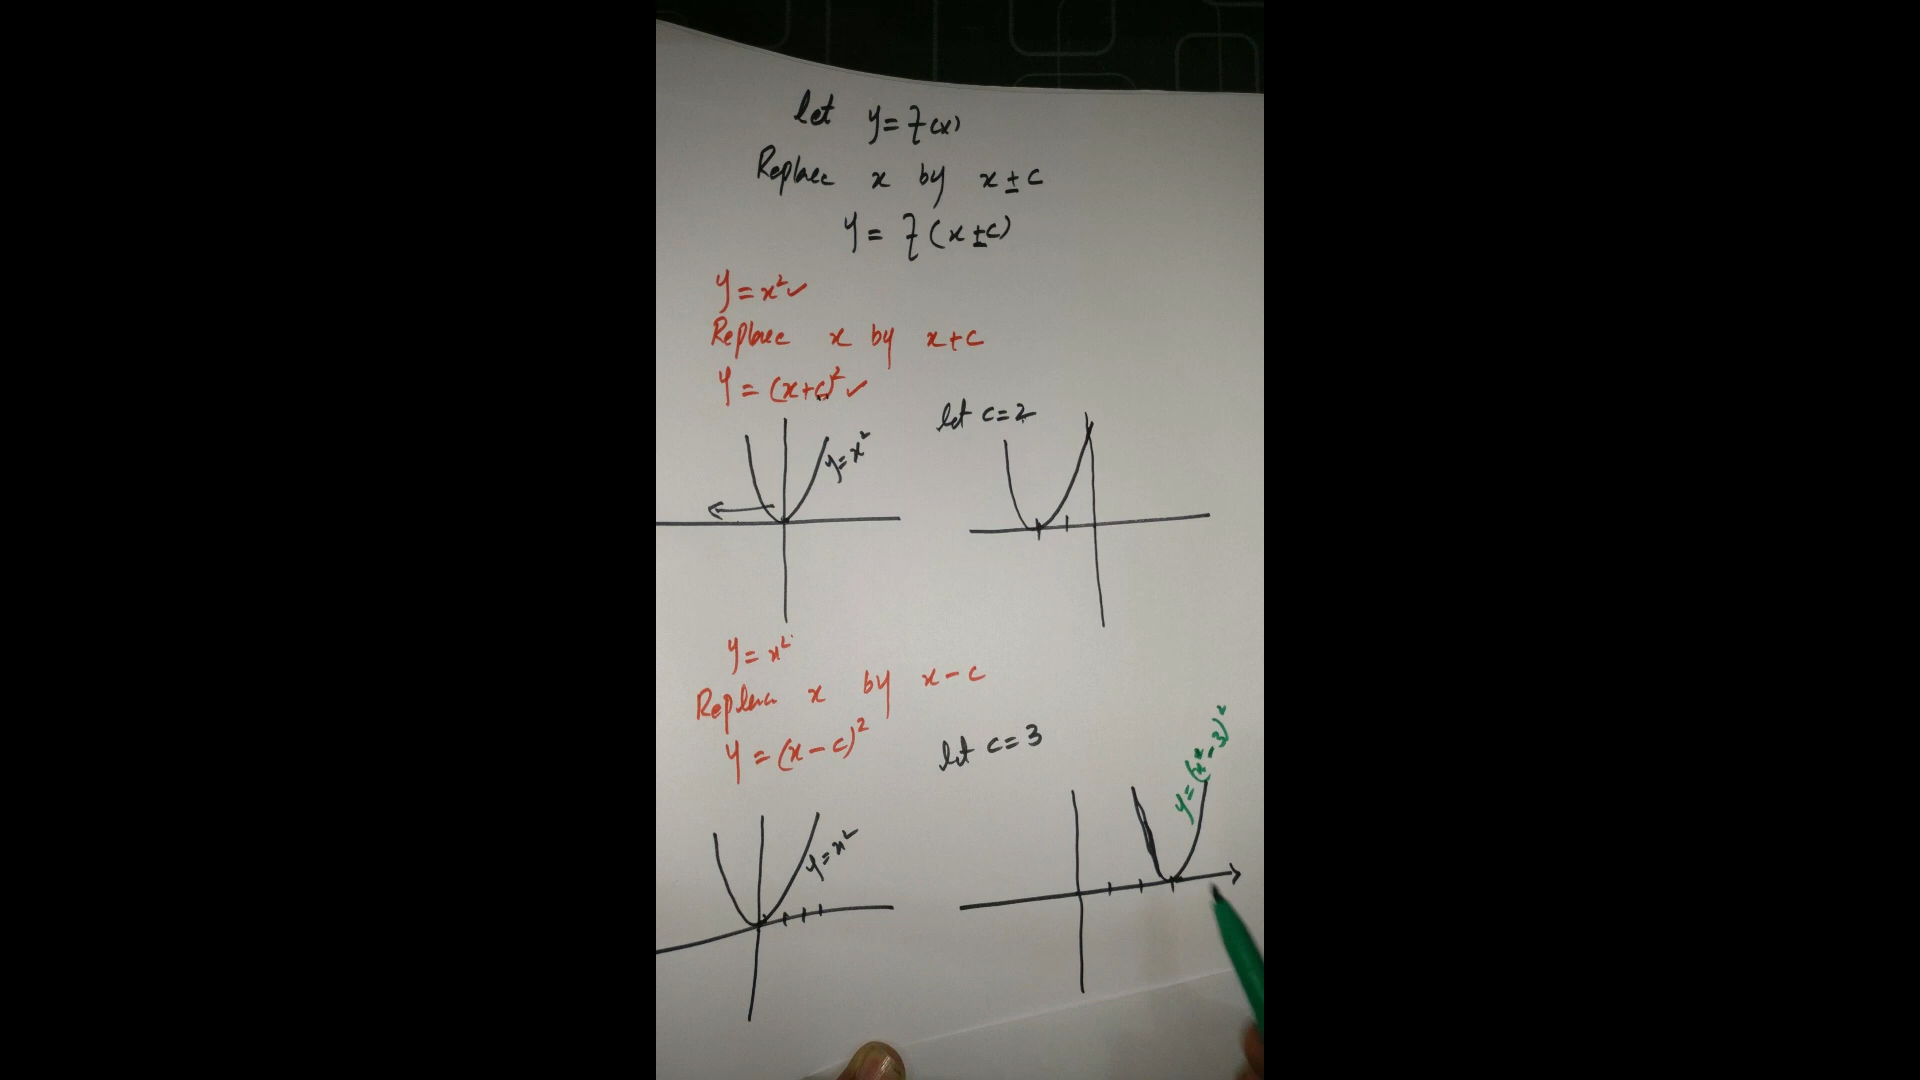 let y = f(x)
Replace x by x ± c
y = f(x ± c)
y = x² ✓
Replace x by x + c
y = (x + c)² ✓
let c = 2
y = x²
y = x²
Replace x by x - c
y = (x - c)²
let c = 3
y = (x - 3)²
y = x²